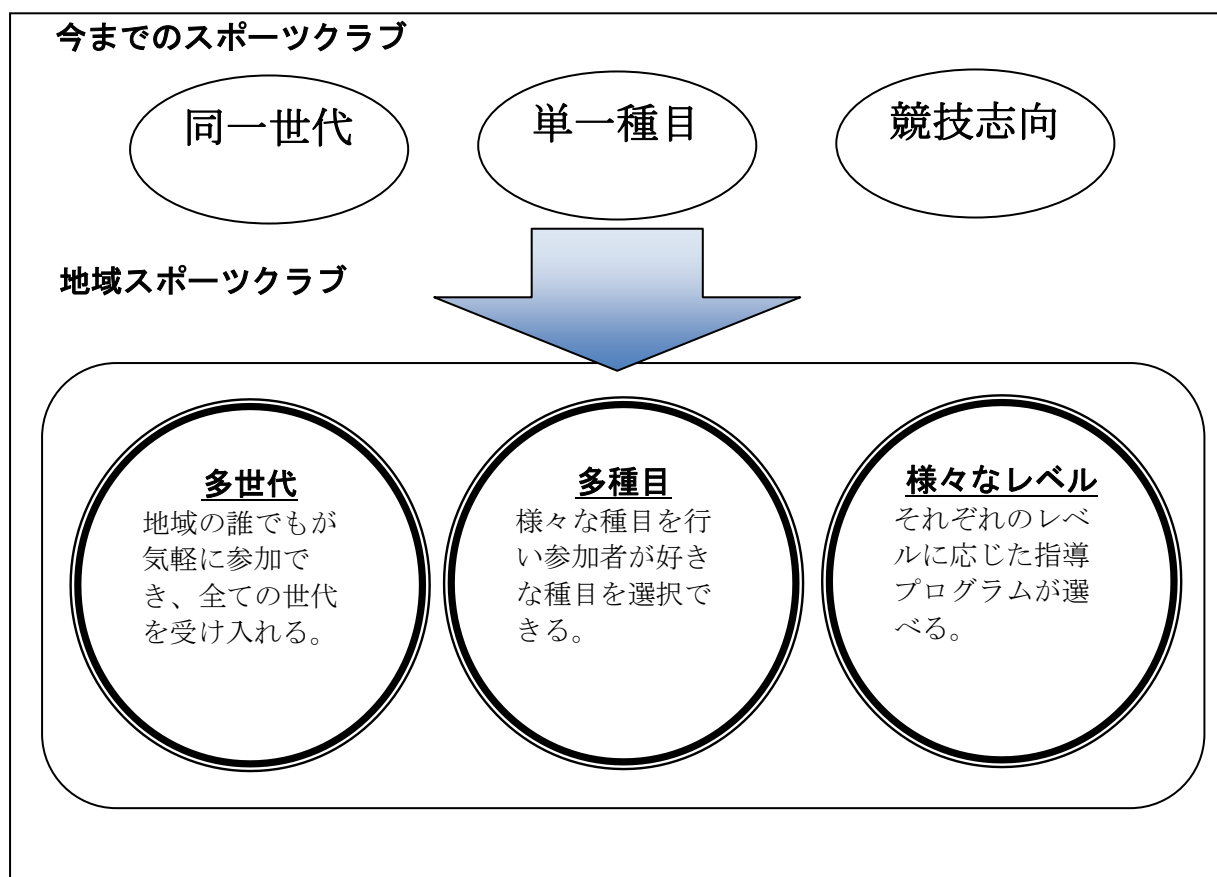 今までのスポーツクラブ
同一世代
単一種目
競技志向
地域スポーツクラブ
多世代
地域の誰でもが
気軽に参加で
き、全ての世代
を受け入れる。
多種目
様々な種目を行
い参加者が好き
な種目を選択で
きる。
様々なレベル
それぞれのレベ
ルに応じた指導
プログラムが選
べる。